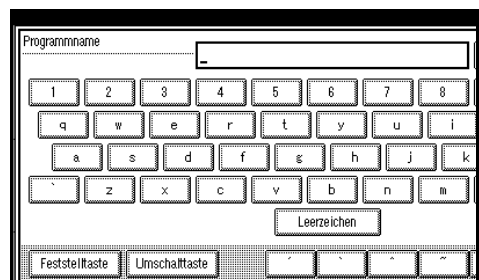 Programmname
_
1 2 3 4 5 6 7 8
q w e r t y u i
a s d f g h j k
` z x c v b n m
Leerzeichen
Feststelltaste Umschalttaste ´ ` ^ ~